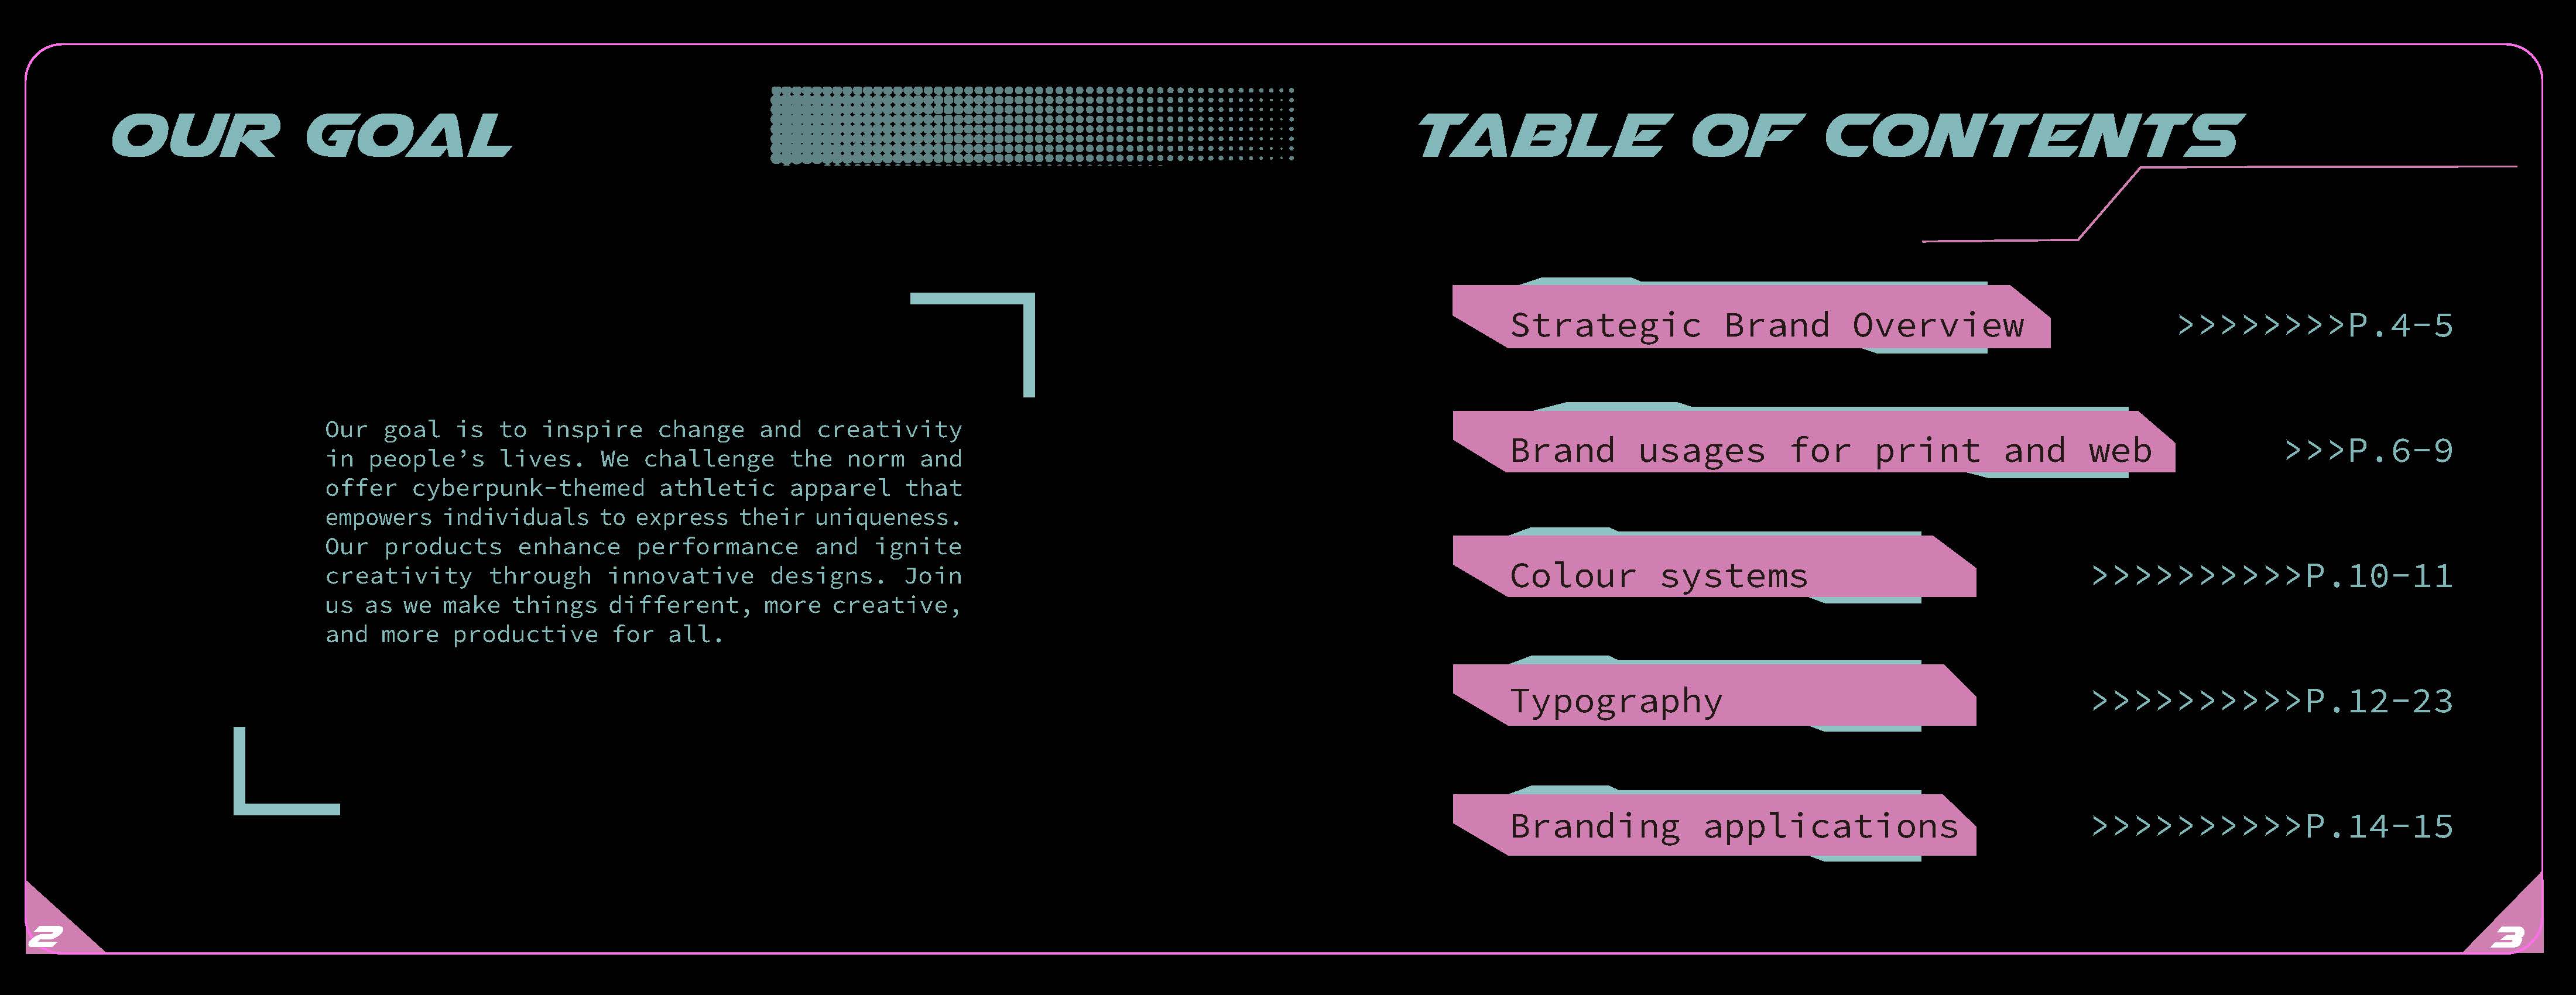 OUR GOAL
Our goal is to inspire change and creativity
in people’s lives. We challenge the norm and
offer cyberpunk-themed athletic apparel that
empowers individuals to express their uniqueness.
Our products enhance performance and ignite
creativity through innovative designs. Join
us as we make things different, more creative,
and more productive for all.
2
TABLE OF CONTENTS
Strategic Brand Overview >>>>>>>>P.4-5
Brand usages for print and web >>>P.6-9
Colour systems >>>>>>>>>>P.10-11
Typography >>>>>>>>>>P.12-23
Branding applications >>>>>>>>>>P.14-15
3